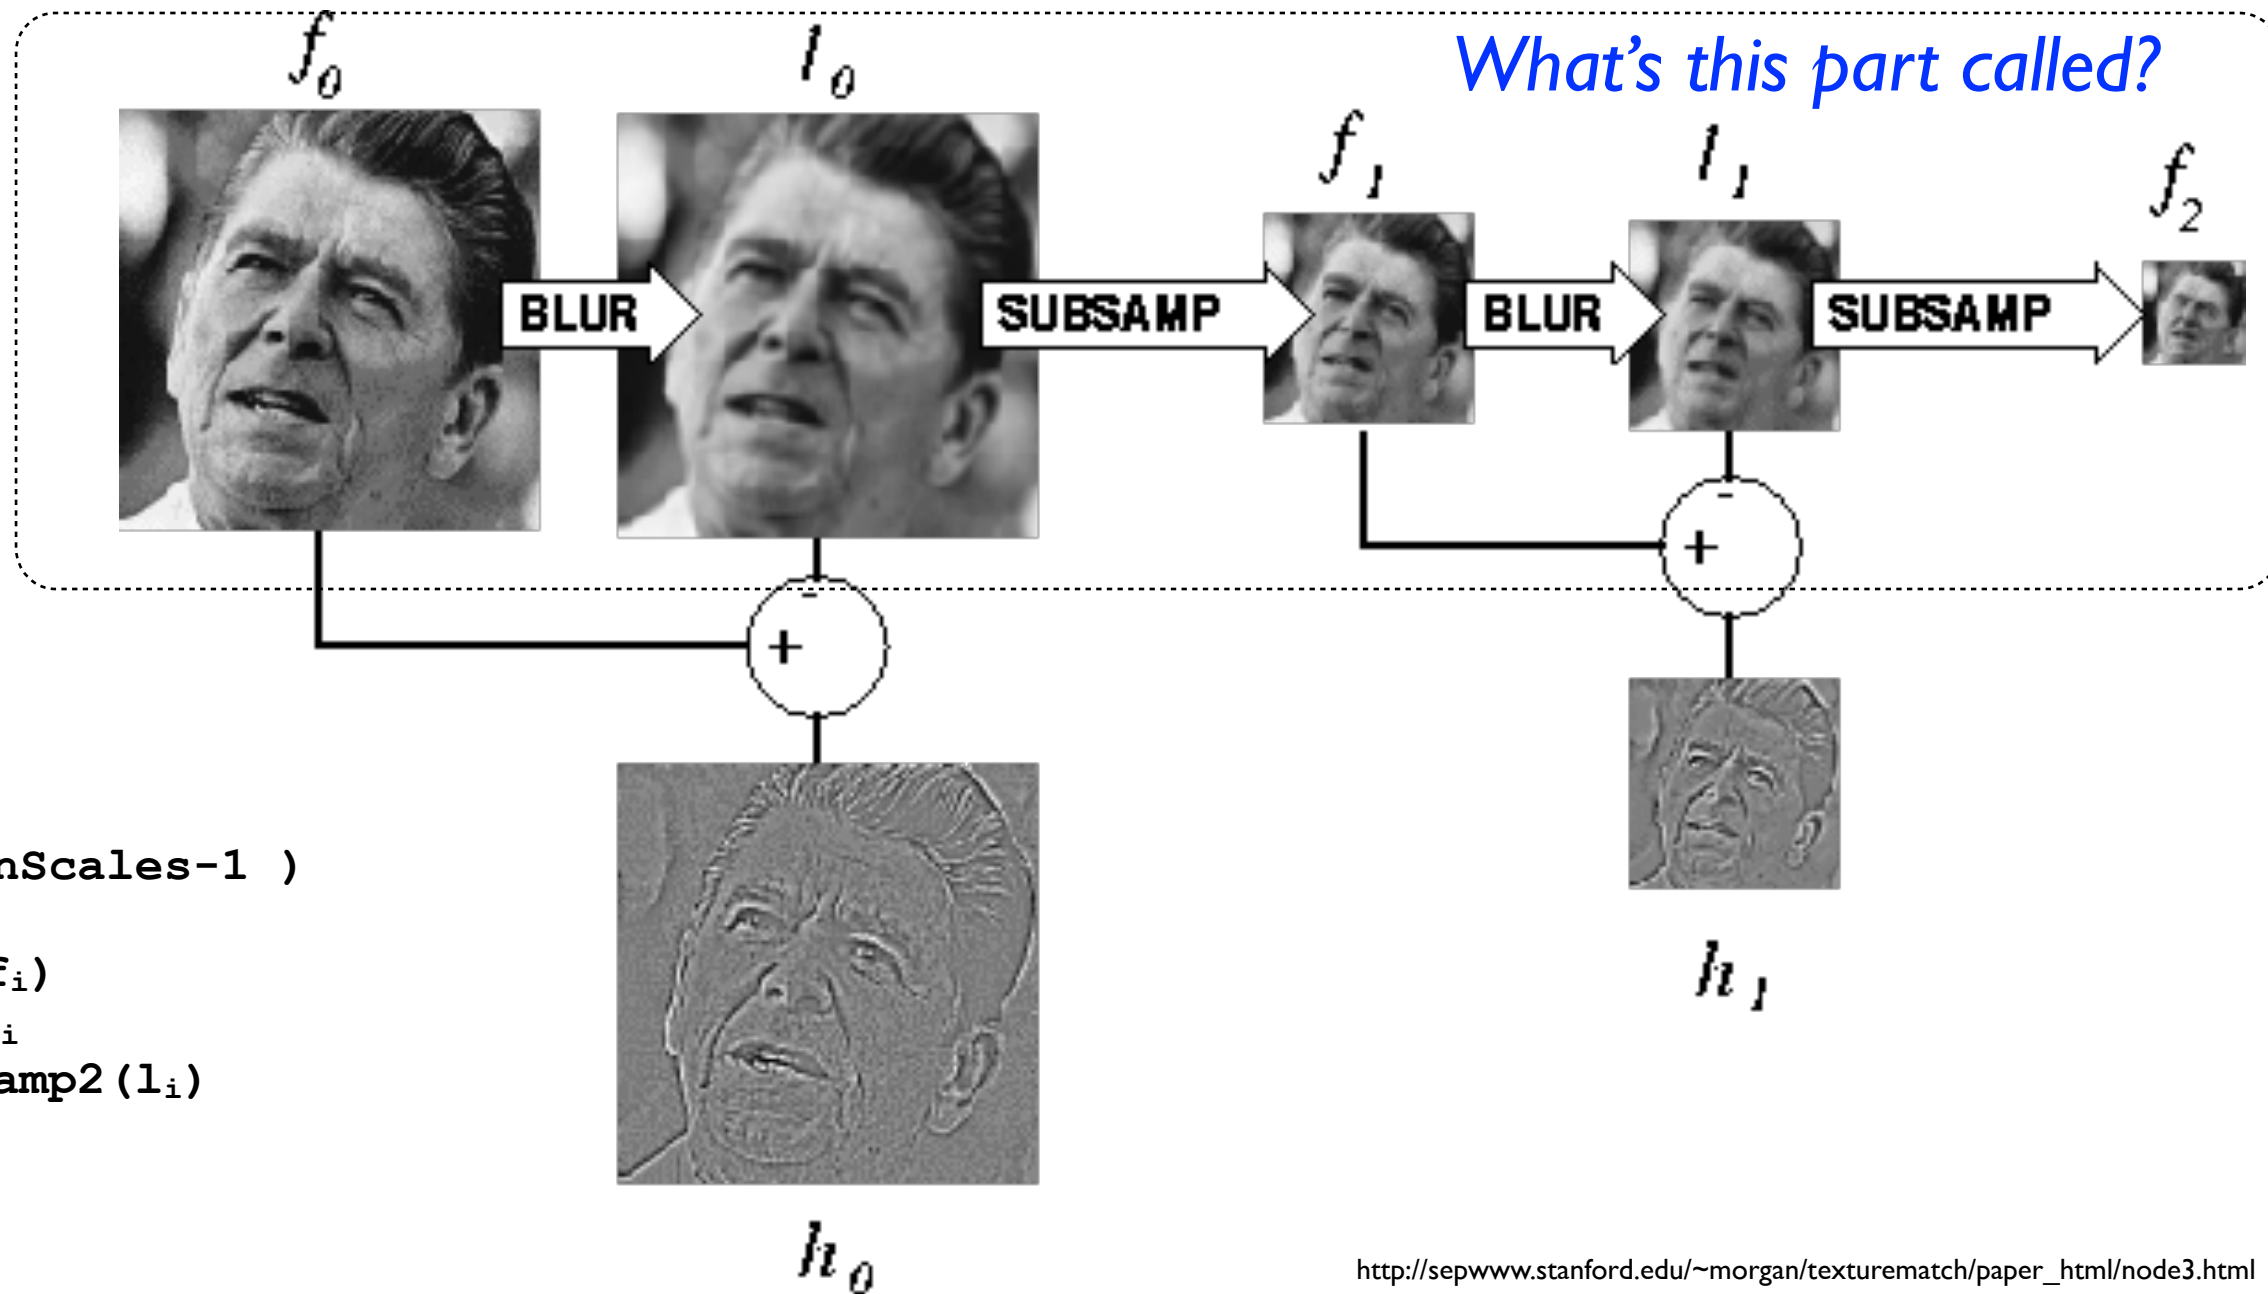 f0 l0
What's this part called?
f1 l1
f2
BLUR SUBSAMP BLUR SUBSAMP
-
+
-
+
nScales-1 )
fi)
i
amp2(li)
h1
h0
http://sepwww.stanford.edu/~morgan/texturematch/paper_html/node3.html